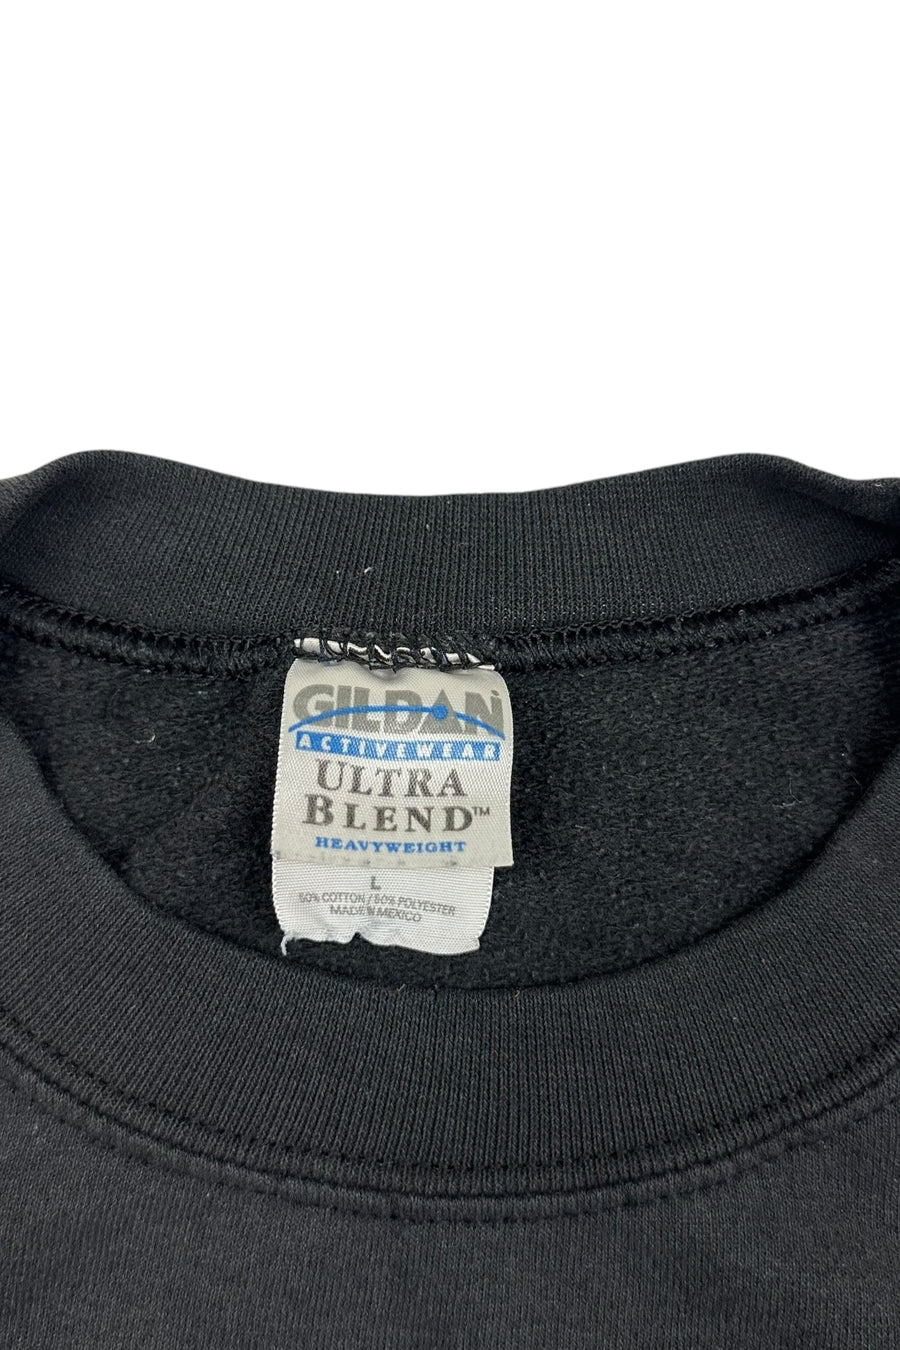 GILDAN
ACTIVEWEAR
ULTRA
BLEND™
HEAVYWEIGHT
L
50% COTTON / 50% POLYESTER
MADE IN MEXICO